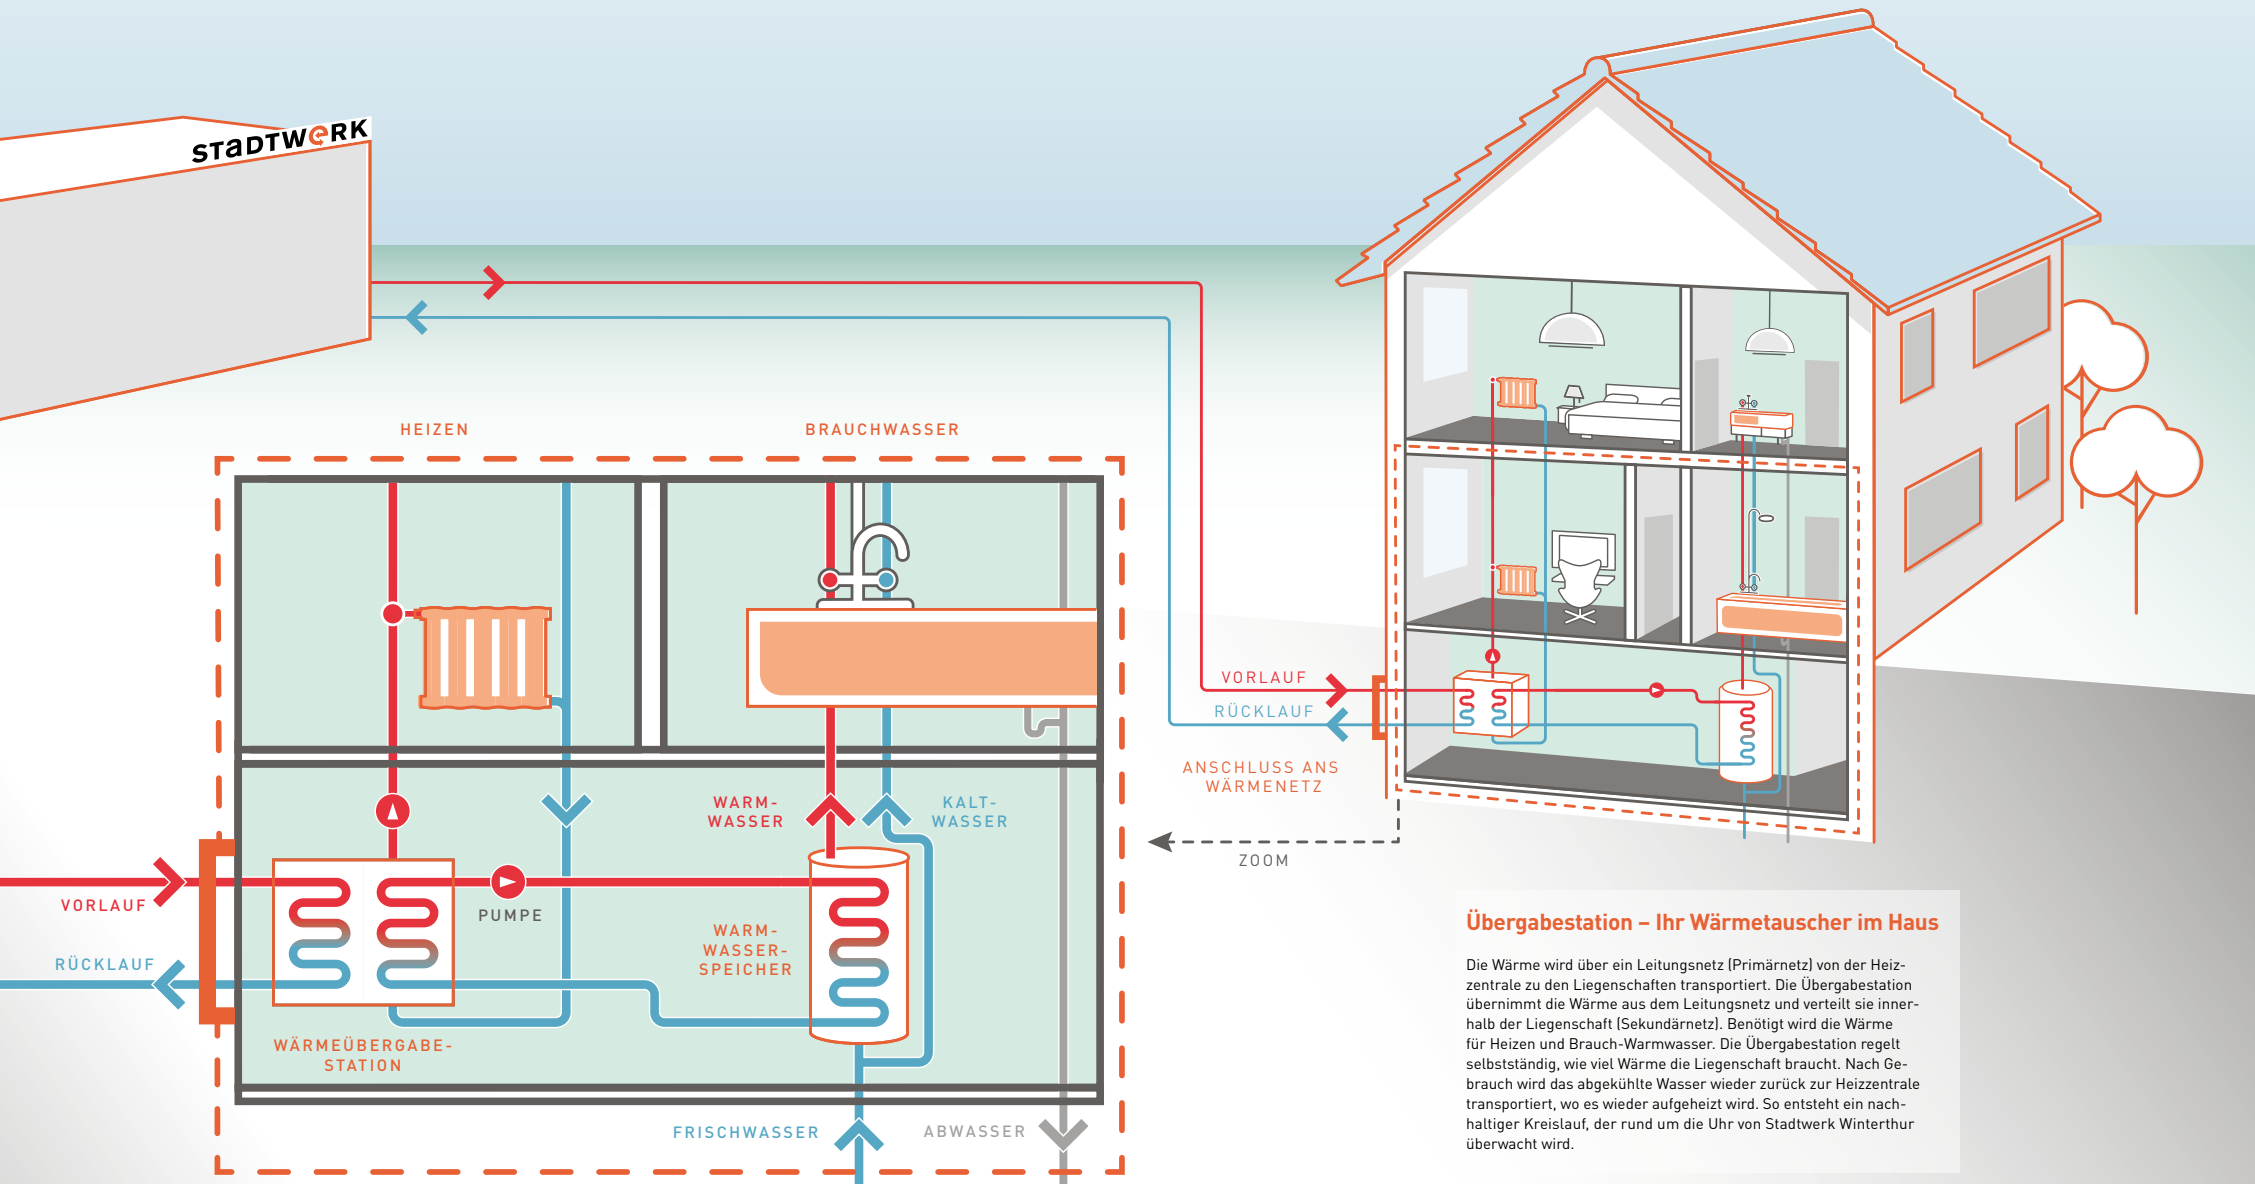 STaDTWeRK
HEIZEN
BRAUCHWASSER
WARM-
WASSER
KALT-
WASSER
VORLAUF
PUMPE
RÜCKLAUF
WARM-
WASSER-
SPEICHER
WÄRMEÜBERGABE-
STATION
FRISCHWASSER
ABWASSER
VORLAUF
RÜCKLAUF
ANSCHLUSS ANS
WÄRMENETZ
ZOOM
Übergabestation – Ihr Wärmetauscher im Haus
Die Wärme wird über ein Leitungsnetz (Primärnetz) von der Heiz-
zentrale zu den Liegenschaften transportiert. Die Übergabestation
übernimmt die Wärme aus dem Leitungsnetz und verteilt sie inner-
halb der Liegenschaft (Sekundärnetz). Benötigt wird die Wärme
für Heizen und Brauch-Warmwasser. Die Übergabestation regelt
selbstständig, wie viel Wärme die Liegenschaft braucht. Nach Ge-
brauch wird das abgekühlte Wasser wieder zurück zur Heizzentrale
transportiert, wo es wieder aufgeheizt wird. So entsteht ein nach-
haltiger Kreislauf, der rund um die Uhr von Stadtwerk Winterthur
überwacht wird.